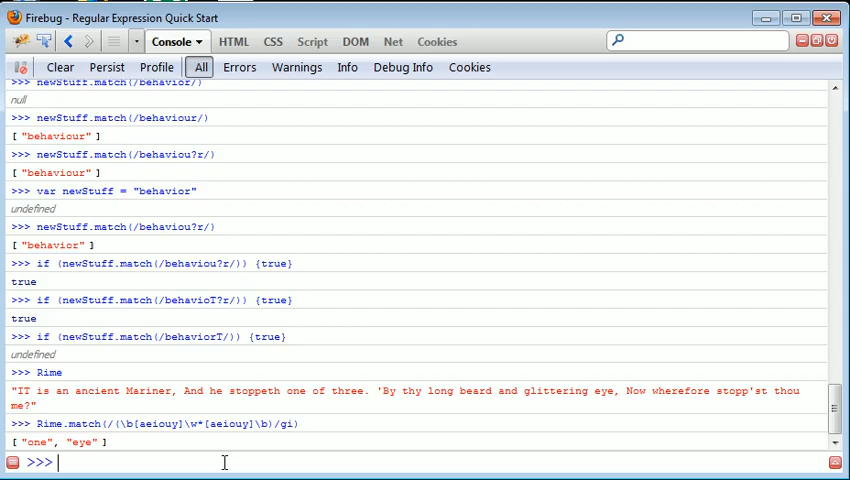 Firebug - Regular Expression Quick Start
Console HTML CSS Script DOM Net Cookies
Clear Persist Profile All Errors Warnings Info Debug Info Cookies
>>> newStuff.match(/behavior/)
null
>>> newStuff.match(/behaviour/)
["behaviour"]
>>> newStuff.match(/behaviou?r/)
["behaviour"]
>>> var newStuff = "behavior"
undefined
>>> newStuff.match(/behaviou?r/)
["behavior"]
>>> if (newStuff.match(/behaviou?r/)) {true}
true
>>> if (newStuff.match(/behavioT?r/)) {true}
true
>>> if (newStuff.match(/behaviorT/)) {true}
undefined
>>> Rime
"IT is an ancient Mariner, And he stoppeth one of three. 'By thy long beard and glittering eye, Now wherefore stopp'st thou
me?"
>>> Rime.match(/(\b[aeiouy]\w*[aeiouy]\b)/gi)
["one", "eye"]
>>>